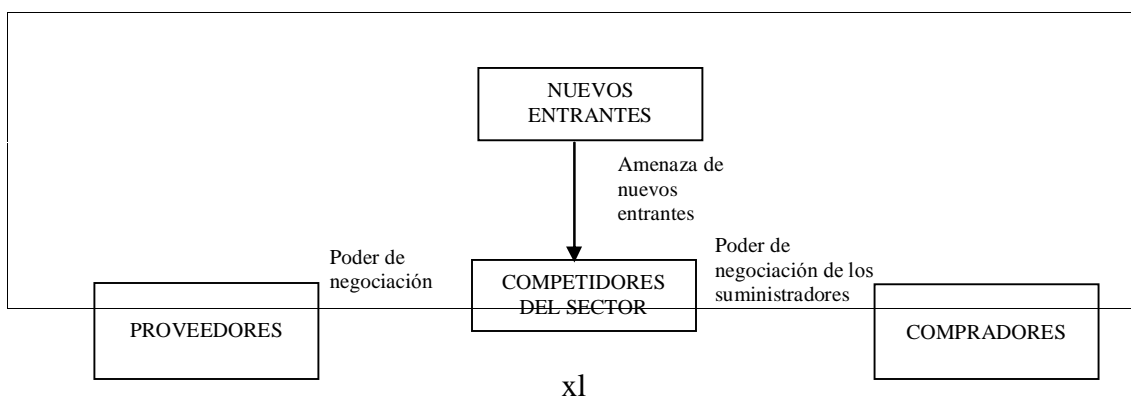 NUEVOS
ENTRANTES
Amenaza de
nuevos
entrantes
Poder de
negociación
COMPETIDORES
DEL SECTOR
Poder de
negociación de los
suministradores
PROVEEDORES
COMPRADORES
xl